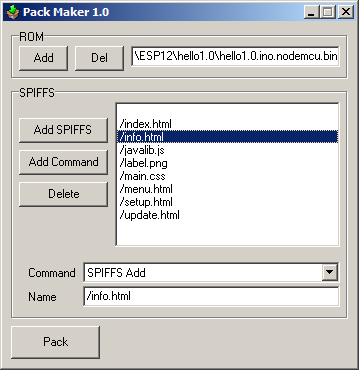 Pack Maker 1.0
ROM
Add Del \ESP12\hello1.0\hello1.0.ino.nodemcu.bin
SPIFFS
Add SPIFFS
Add Command
Delete
/index.html
/info.html
/javalib.js
/label.png
/main.css
/menu.html
/setup.html
/update.html
Command SPIFFS Add
Name /info.html
Pack